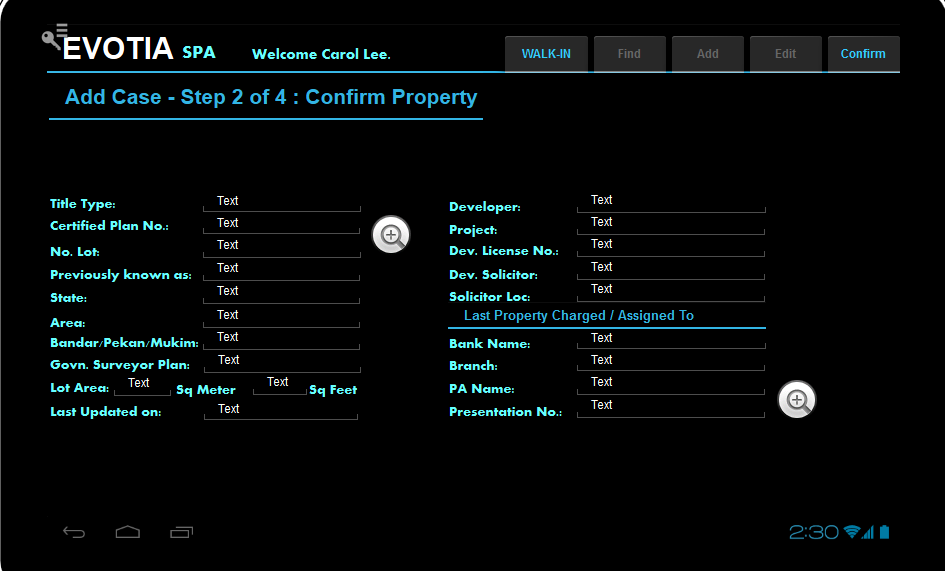 EVOTIA SPA Welcome Carol Lee. WALK-IN Find Add Edit Confirm
Add Case - Step 2 of 4 : Confirm Property
Title Type: Text
Certified Plan No.: Text
No. Lot: Text
Previously known as: Text
State: Text
Area: Text
Bandar/Pekan/Mukim: Text
Govn. Surveyor Plan: Text
Lot Area: Text Sq Meter Text Sq Feet
Last Updated on: Text
Developer: Text
Project: Text
Dev. License No.: Text
Dev. Solicitor: Text
Solicitor Loc: Text
Last Property Charged / Assigned To
Bank Name: Text
Branch: Text
PA Name: Text
Presentation No.: Text
2:30